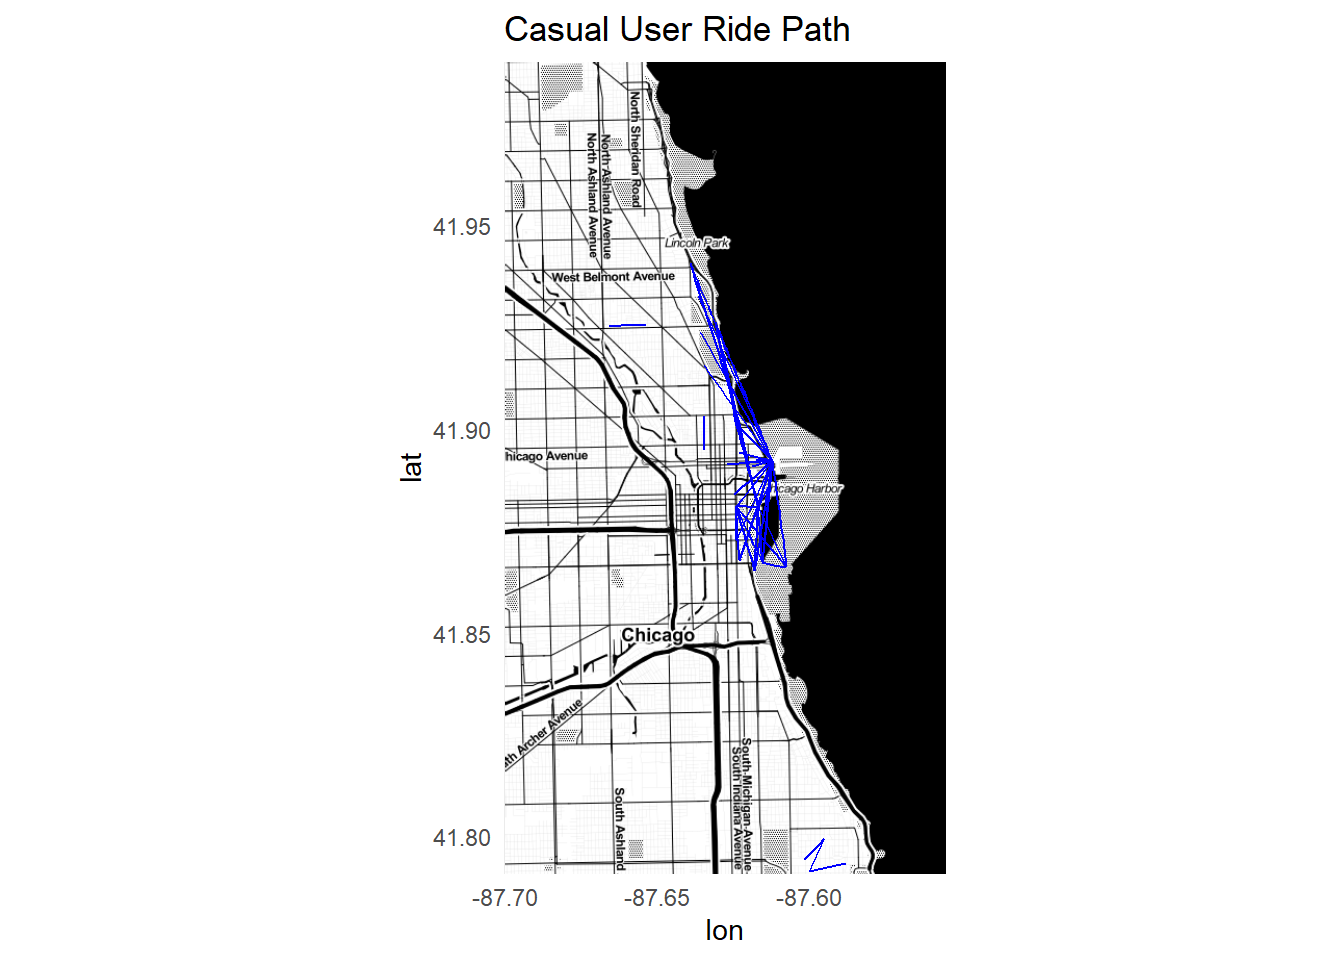 Casual User Ride Path
North Sheridan Road
North Ashland Avenue
North Ashland Avenue
Lincoln Park
41.95
West Belmont Avenue
41.90
hicago Avenue
lat
icago Harbor
41.85
Chicago
th Archer Avenue
South Michigan Avenue
South Indiana Avenue
South Ashland
41.80
-87.70
-87.65
-87.60
lon